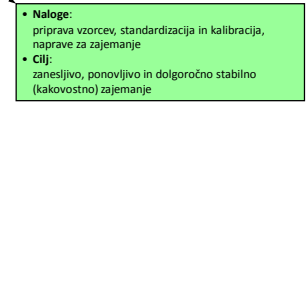 • Naloge:
priprava vzorcev, standardizacija in kalibracija,
naprave za zajemanje
• Cilj:
zanesljivo, ponovljivo in dolgoročno stabilno
(kakovostno) zajemanje